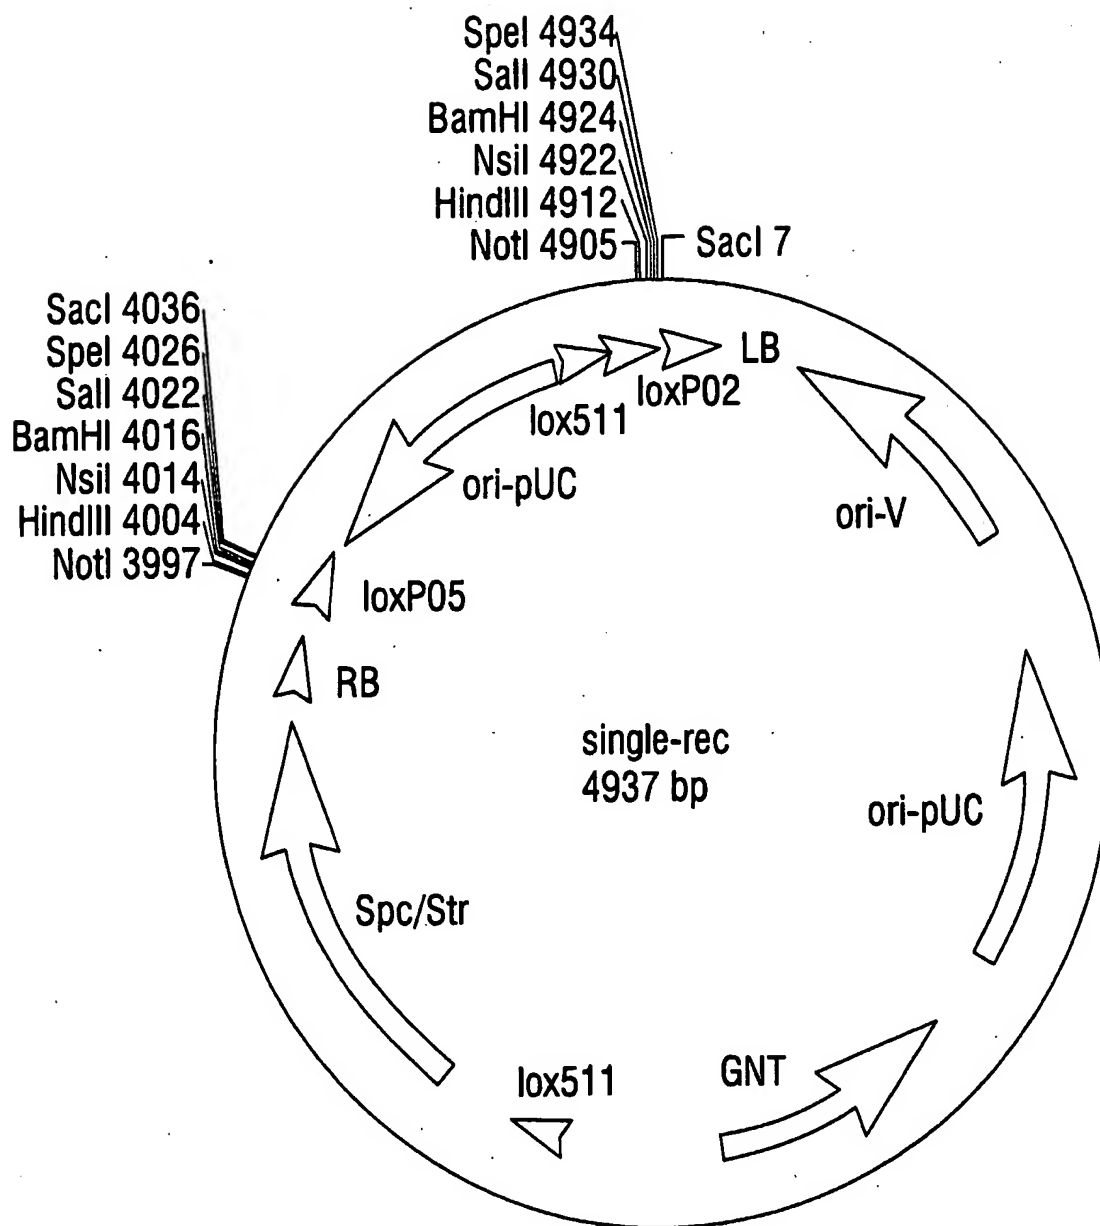 SpeI 4934
SalI 4930
BamHI 4924
NsiI 4922
HindIII 4912
NotI 4905
SacI 7
SacI 4036
SpeI 4026
SalI 4022
BamHI 4016
NsiI 4014
HindIII 4004
NotI 3997
LB
loxP02
lox511
ori-pUC
ori-V
loxP05
RB
single-rec
4937 bp
ori-pUC
Spc/Str
GNT
lox511